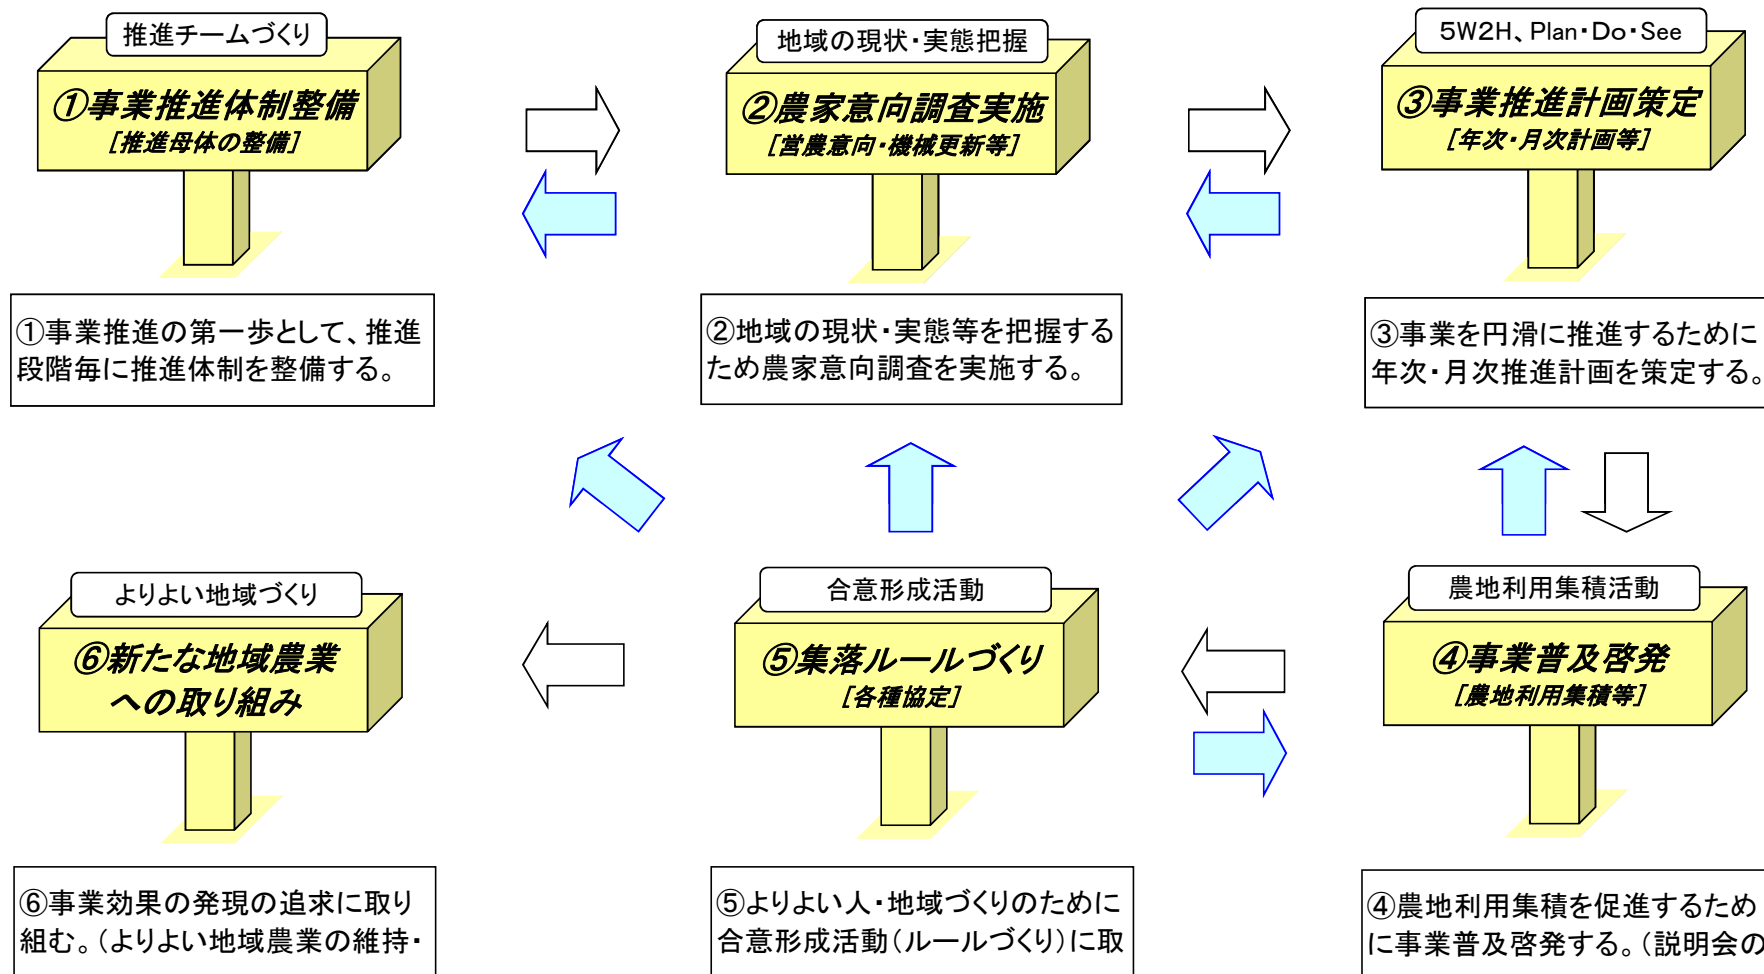 推進チームづくり
①事業推進体制整備
[推進母体の整備]
①事業推進の第一歩として、推進
段階毎に推進体制を整備する。
地域の現状・実態把握
②農家意向調査実施
[営農意向・機械更新等]
②地域の現状・実態等を把握する
ため農家意向調査を実施する。
5W2H、Plan・Do・See
③事業推進計画策定
[年次・月次計画等]
③事業を円滑に推進するために
年次・月次推進計画を策定する。
農地利用集積活動
④事業普及啓発
[農地利用集積等]
④農地利用集積を促進するため
に事業普及啓発する。(説明会の
合意形成活動
⑤集落ルールづくり
[各種協定]
⑤よりよい人・地域づくりのために
合意形成活動(ルールづくり)に取
よりよい地域づくり
⑥新たな地域農業
への取り組み
⑥事業効果の発現の追求に取り
組む。(よりよい地域農業の維持・